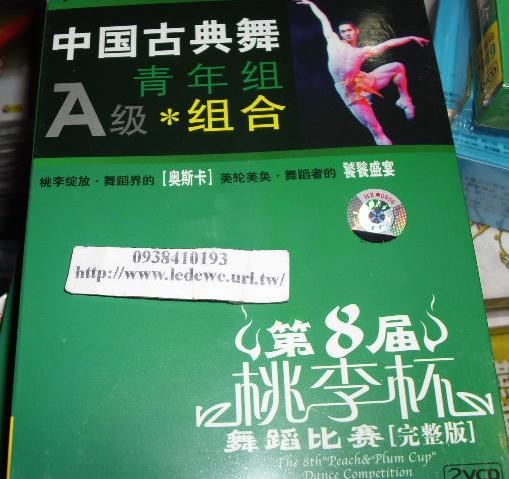 中国古典舞
青年组
A级*组合
桃李绽放·舞蹈界的[奥斯卡]美轮美奂·舞蹈者的 饕餮盛宴
0938410193
http://www.ledewe.url.tw/
第8届
桃李杯
舞蹈比赛[完整版]
The 8th"Peach&Plum Cup"
Dance Competition
2VCD